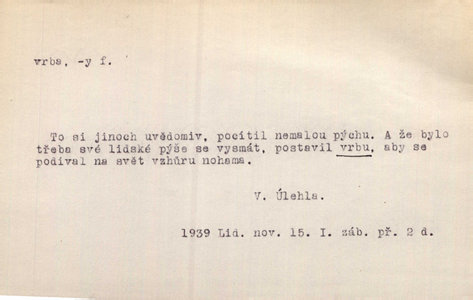 vrba, -y f.
To si jinoch uvědomiv, pocítil nemalou pýchu. A že bylo
třeba své lidské pýše se vysmát, postavil vrbu, aby se
podíval na svět vzhůru nohama.
V. Úlehla.
1939 Lid. nov. 15. I. záb. př. 2 d.